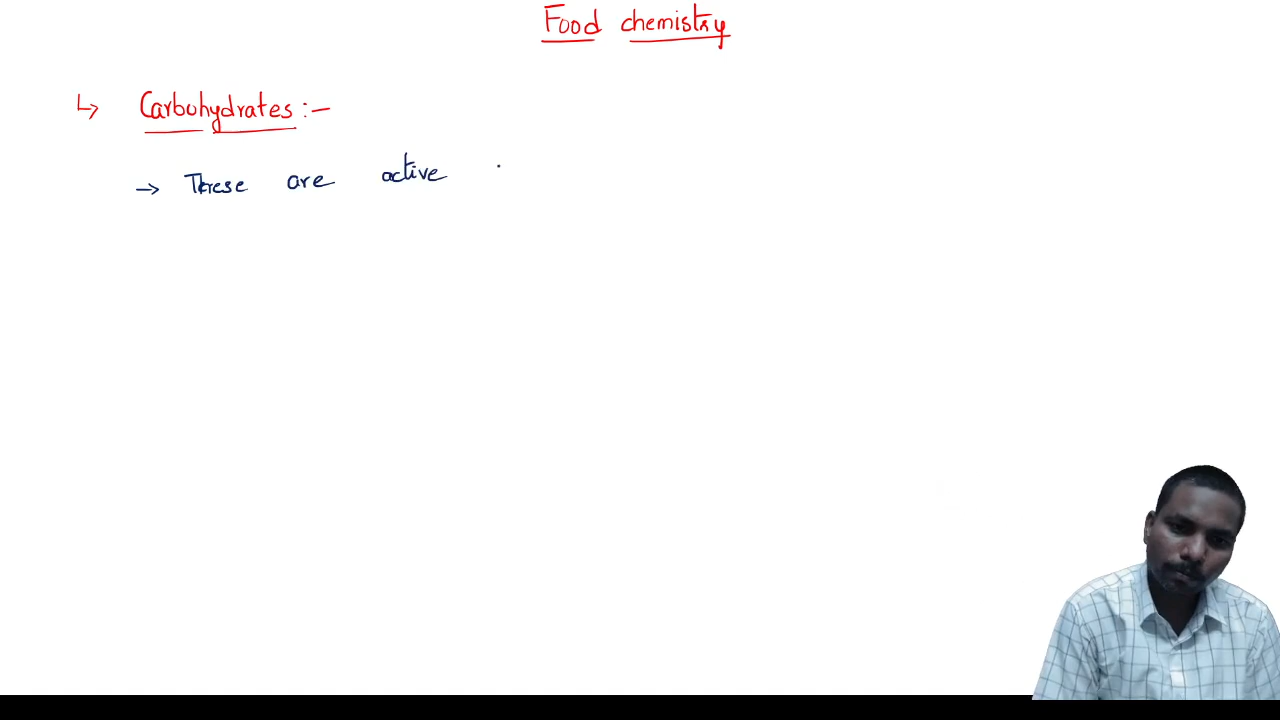 Food chemistry
↳ Carbohydrates :-
→ These are active